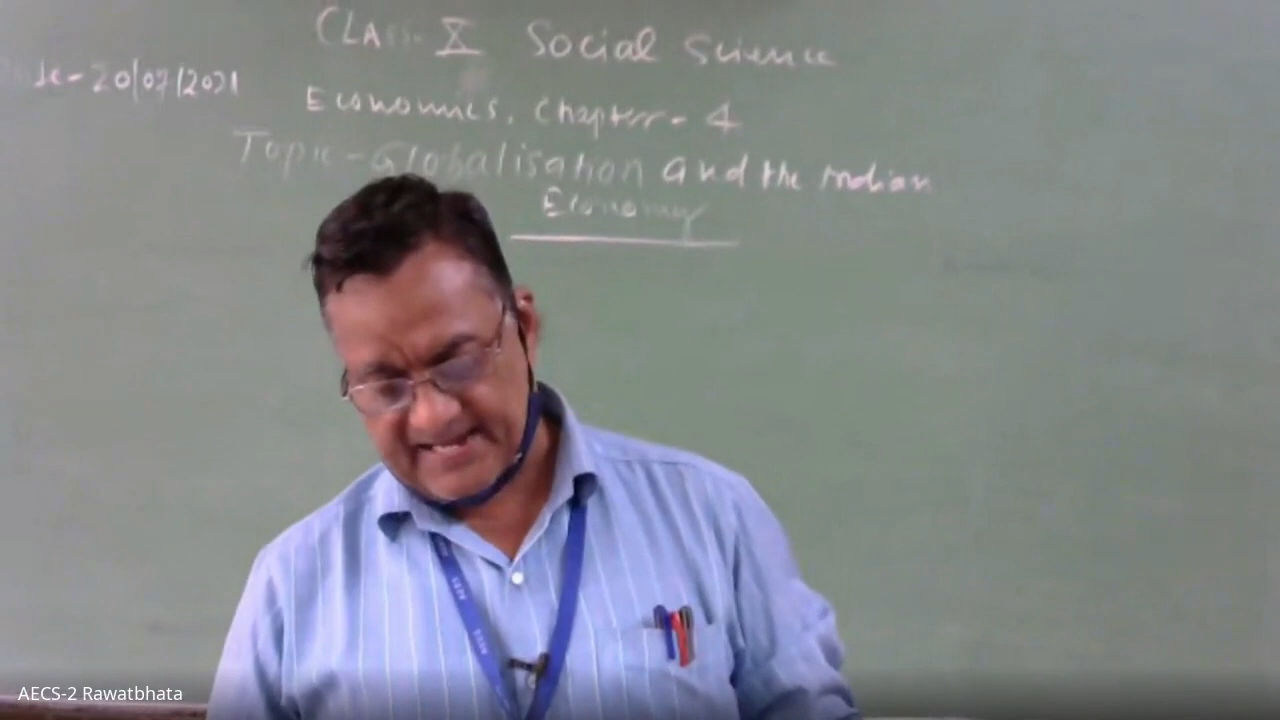 CLASS X Social Science
20/07/2021
Economics, Chapter - 4
Topic - Globalisation and the Indian
Economy
AECS-2 Rawatbhata